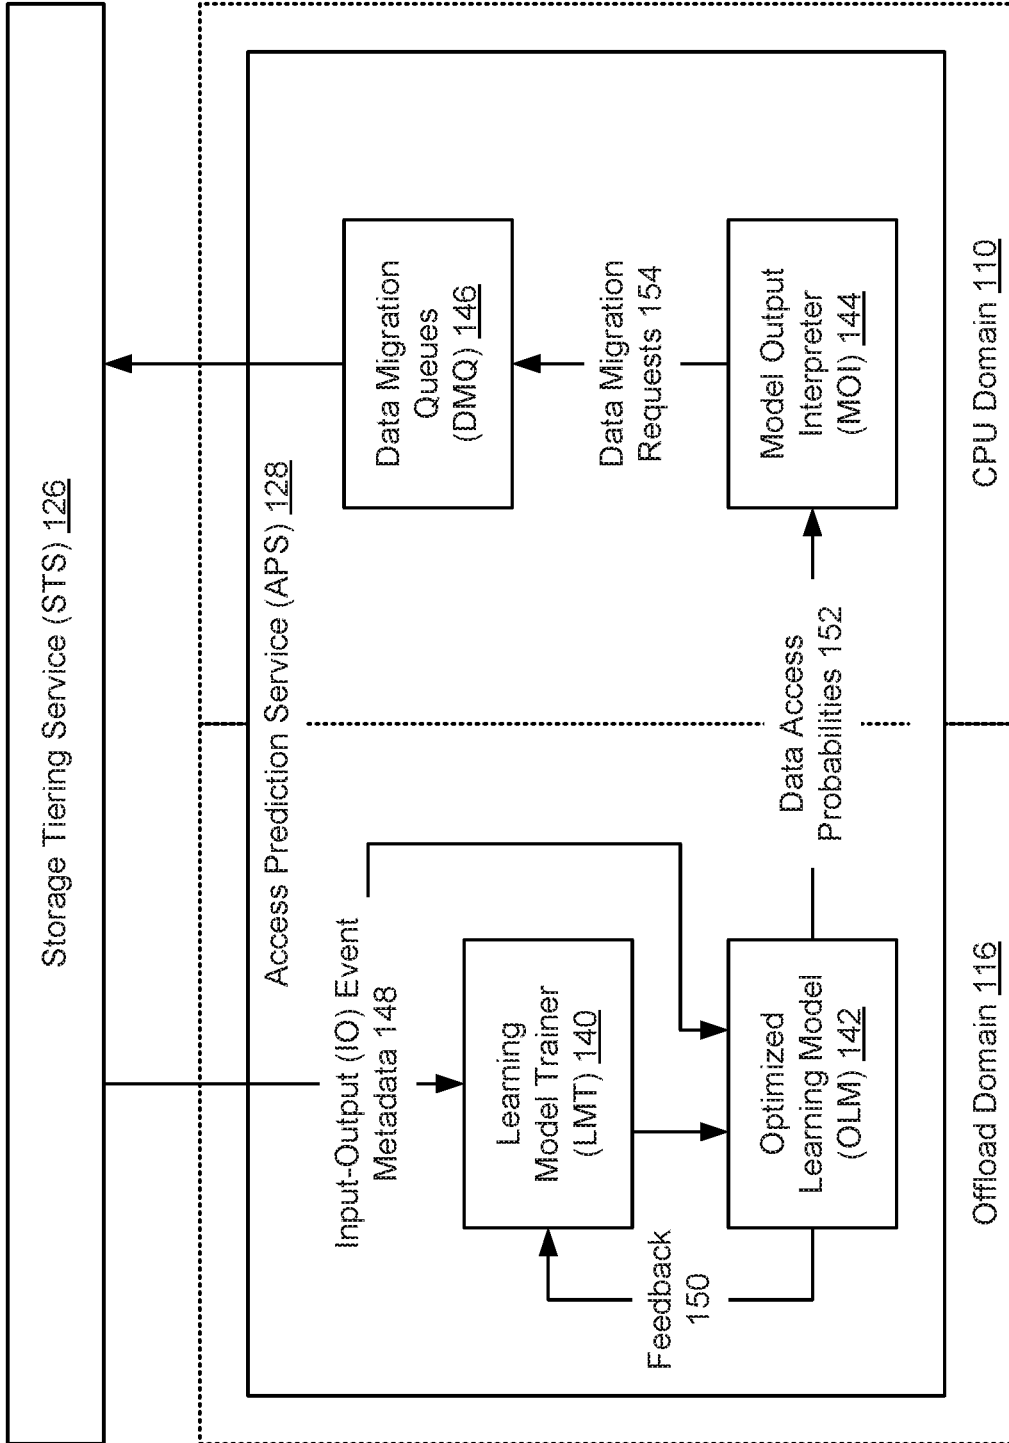 Storage Tiering Service (STS) 126
Access Prediction Service (APS) 128
Input-Output (IO) Event
Metadata 148
Learning
Model Trainer
(LMT) 140
Feedback
150
Optimized
Learning Model
(OLM) 142
Data Access
Probabilities 152
Data Migration
Queues
(DMQ) 146
Data Migration
Requests 154
Model Output
Interpreter
(MOI) 144
Offload Domain 116
CPU Domain 110